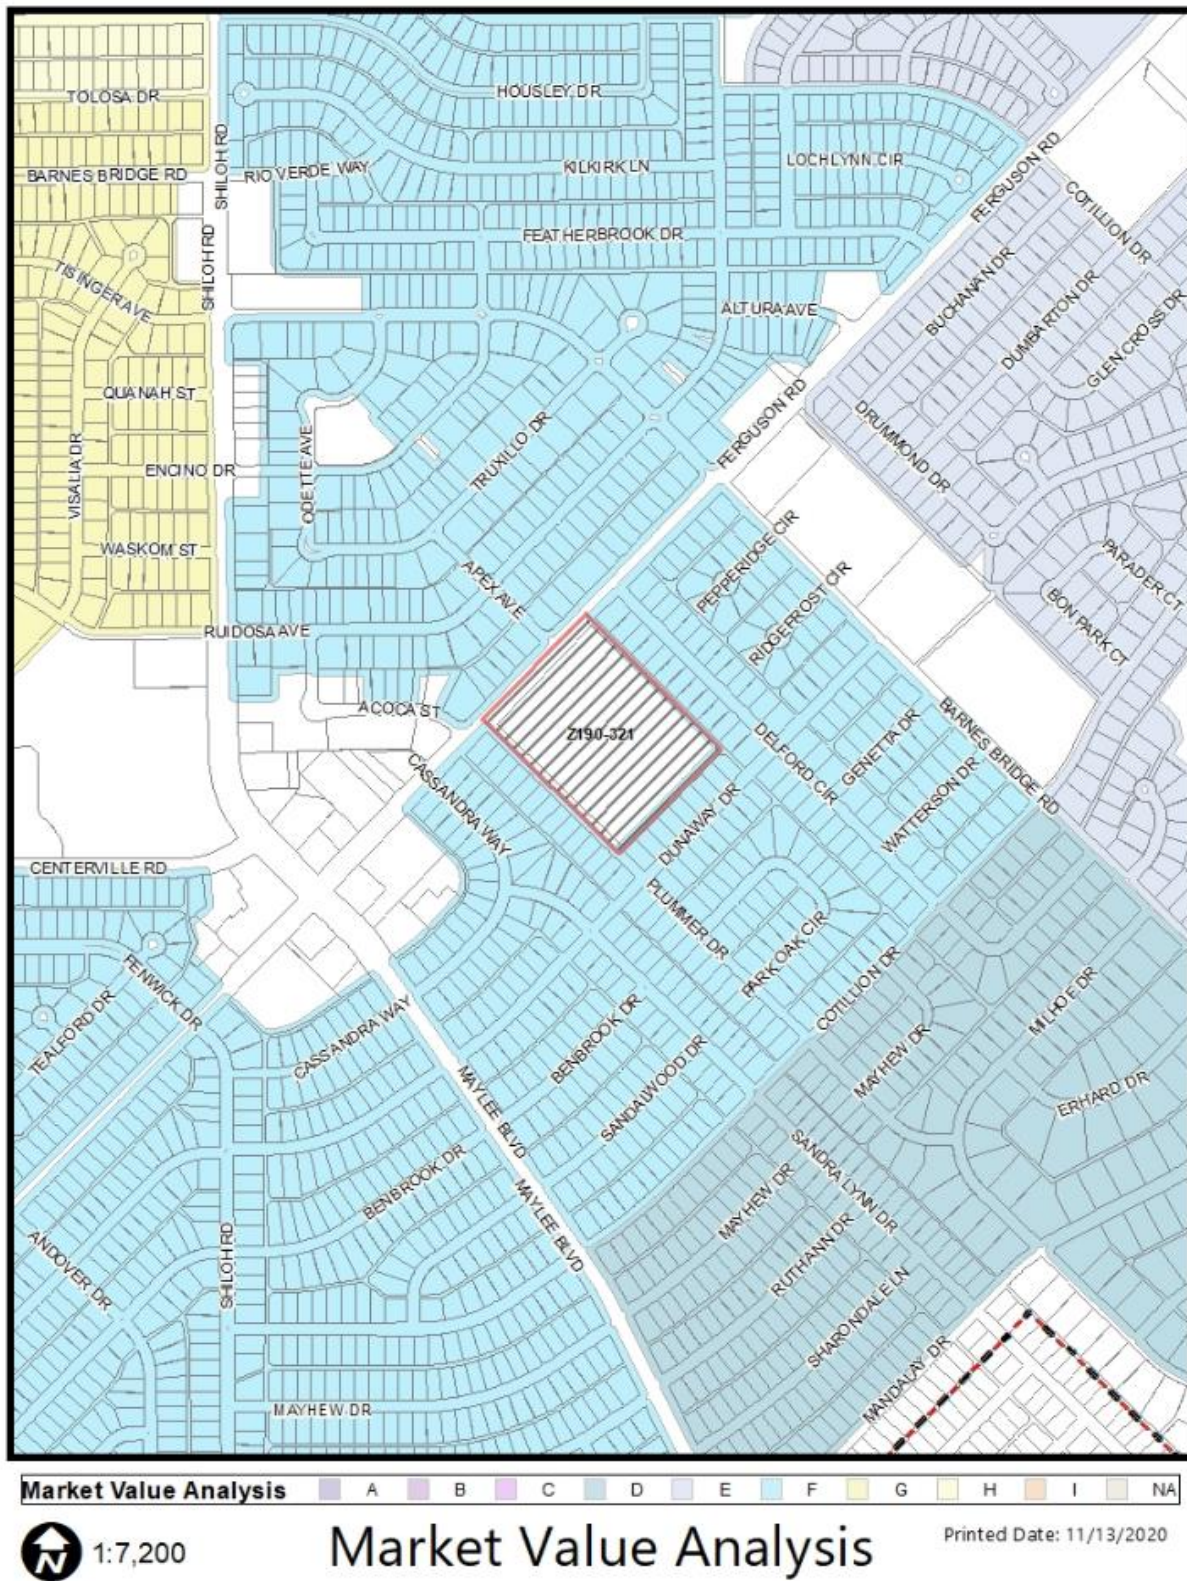 HOUSLEY DR
TOLOSA DR
SHILOH RD
FERGUSON RD
KILKIRK LN
LOCHLYNN CIR
BARNES BRIDGE RD
RIO VERDE WAY
COTILLION DR
FEATHERBROOK DR
SHILOH RD
TISINGER AVE
BUCHANAN DR
DUMBARTON DR
GLEN CROSS DR
ALTURA AVE
QUANAH ST
FERGUSON RD
DRUMMOND DR
TRUXILLO DR
ODETTE AVE
ENCINO DR
VISALIA DR
WASKOM ST
PEPPERIDGE CIR
PARADER CT
APEX AVE
RIDGEFROST CIR
BON PARK CT
RUIDOSA AVE
ACOCA ST
Z190-321
BARNES BRIDGE RD
DELFORD CIR
GENETTA DR
CASSANDRA WAY
WATTERSON DR
DUNAWAY DR
CENTERVILLE RD
PLUMMER DR
PARK OAK CIR
COTILLION DR
FENWICK DR
MILHOF DR
TEALFORD DR
CASSANDRA WAY
BENBROOK DR
MAYHEW DR
SANDALWOOD DR
MAYLEE BLVD
ERHARD DR
SANDRA LYNN DR
BENBROOK DR
MAYHEW DR
MAYLEE BLVD
RUTHANN DR
ANDOVER DR
SHILOH RD
SHARONDALE LN
MANDALAY DR
MAYHEW DR
Market Value Analysis A B C D E F G H I NA
N 1:7,200 Market Value Analysis Printed Date: 11/13/2020